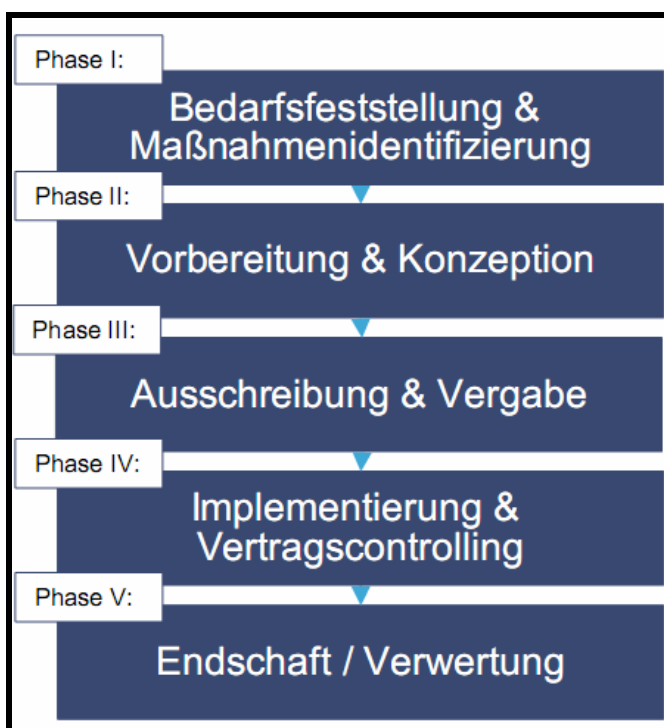 Phase I:
Bedarfsfeststellung &
Maßnahmenidentifizierung
Phase II:
Vorbereitung & Konzeption
Phase III:
Ausschreibung & Vergabe
Phase IV:
Implementierung &
Vertragscontrolling
Phase V:
Endschaft / Verwertung